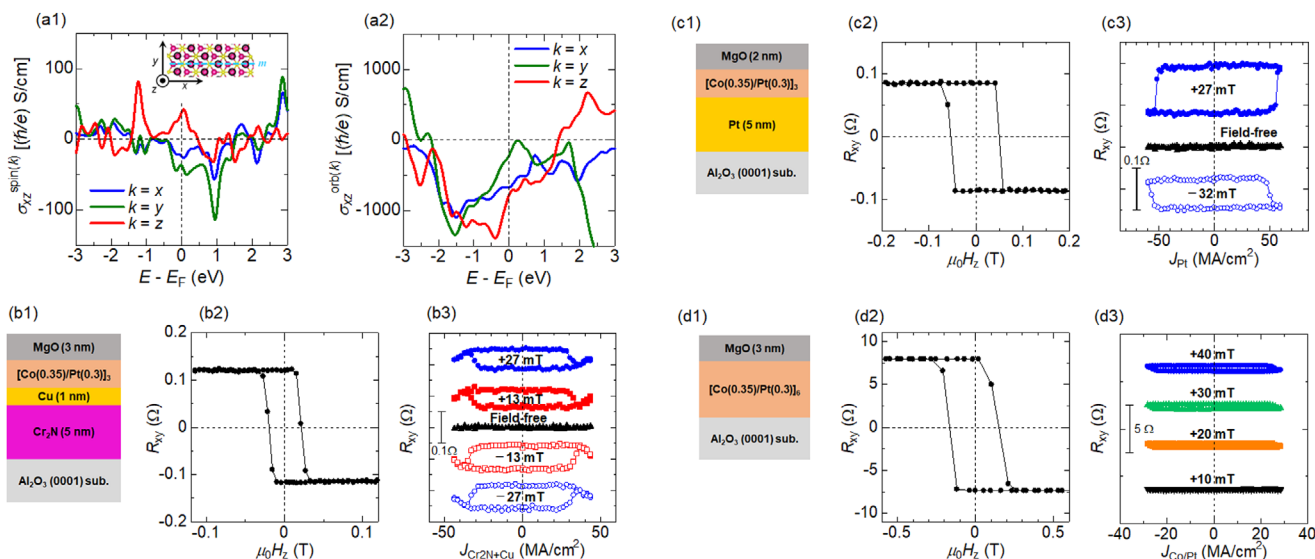 (a1)
σxz^spin(k) [(ℏ/e) S/cm]
100
50
0
-50
-100
y
z
x
m
k = x
k = y
k = z
-3 -2 -1 0 1 2 3
E - EF (eV)
(a2)
σxz^orb(k) [(ℏ/e) S/cm]
1000
0
-1000
k = x
k = y
k = z
-3 -2 -1 0 1 2 3
E - EF (eV)
(c1)
MgO (2 nm)
[Co(0.35)/Pt(0.3)]3
Pt (5 nm)
Al2O3 (0001) sub.
(c2)
Rxy (Ω)
0.1
0.0
-0.1
-0.2 -0.1 0.0 0.1 0.2
μ0Hz (T)
(c3)
Rxy (Ω)
+27 mT
Field-free
0.1Ω
−32 mT
-50 0 50
JPt (MA/cm2)
(b1)
MgO (3 nm)
[Co(0.35)/Pt(0.3)]3
Cu (1 nm)
Cr2N (5 nm)
Al2O3 (0001) sub.
(b2)
Rxy (Ω)
0.2
0.1
0.0
-0.1
-0.2
-0.1 0.0 0.1
μ0Hz (T)
(b3)
Rxy (Ω)
+27 mT
+13 mT
Field-free
0.1Ω
−13 mT
−27 mT
-50 0 50
JCr2N+Cu (MA/cm2)
(d1)
MgO (3 nm)
[Co(0.35)/Pt(0.3)]6
Al2O3 (0001) sub.
(d2)
Rxy (Ω)
10
5
0
-5
-10
-0.5 0.0 0.5
μ0Hz (T)
(d3)
Rxy (Ω)
+40 mT
+30 mT
5 Ω
+20 mT
+10 mT
-40 -20 0 20 40
JCo/Pt (MA/cm2)